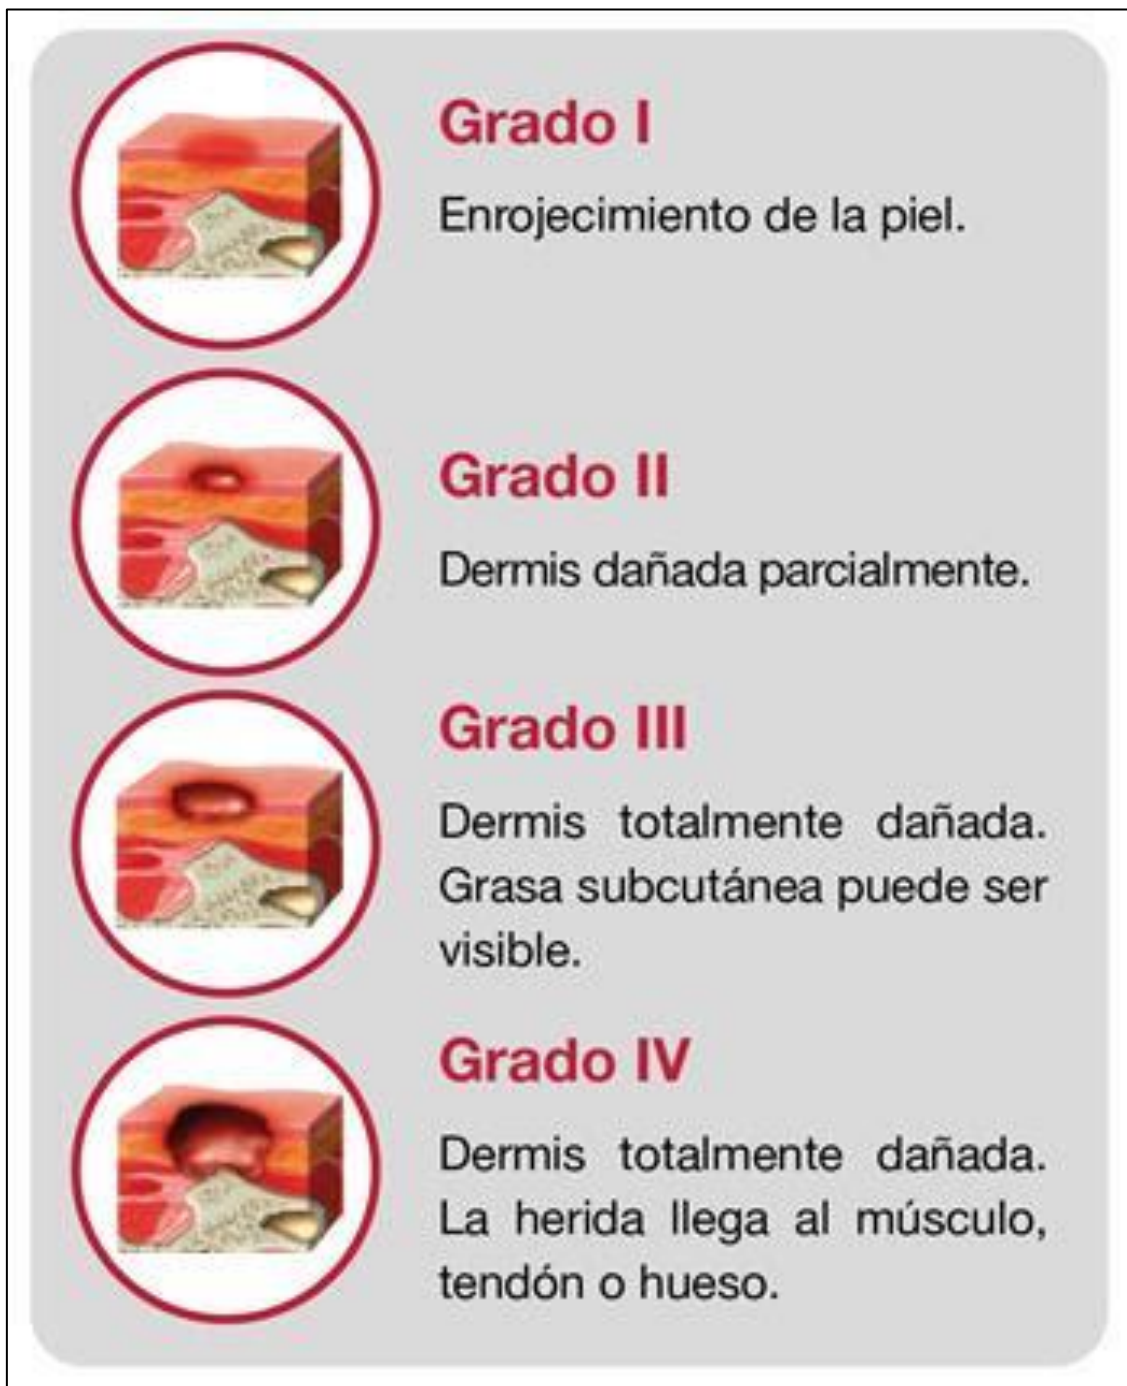 Grado I
Enrojecimiento de la piel.
Grado II
Dermis dañada parcialmente.
Grado III
Dermis totalmente dañada.
Grasa subcutánea puede ser
visible.
Grado IV
Dermis totalmente dañada.
La herida llega al músculo,
tendón o hueso.